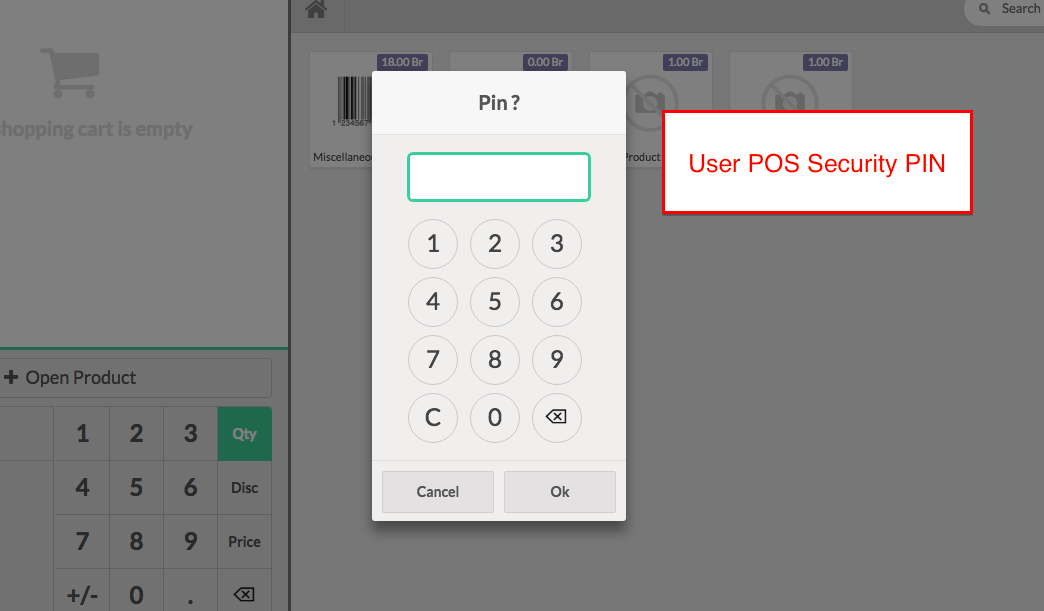 Search
18.00 Br
0.00 Br
1.00 Br
1.00 Br
shopping cart is empty
1 234567
Miscellaneo
Product
Pin ?
User POS Security PIN
1 2 3
4 5 6
7 8 9
C 0
Cancel Ok
Open Product
1 2 3 Qty
4 5 6 Disc
7 8 9 Price
+/- 0 .